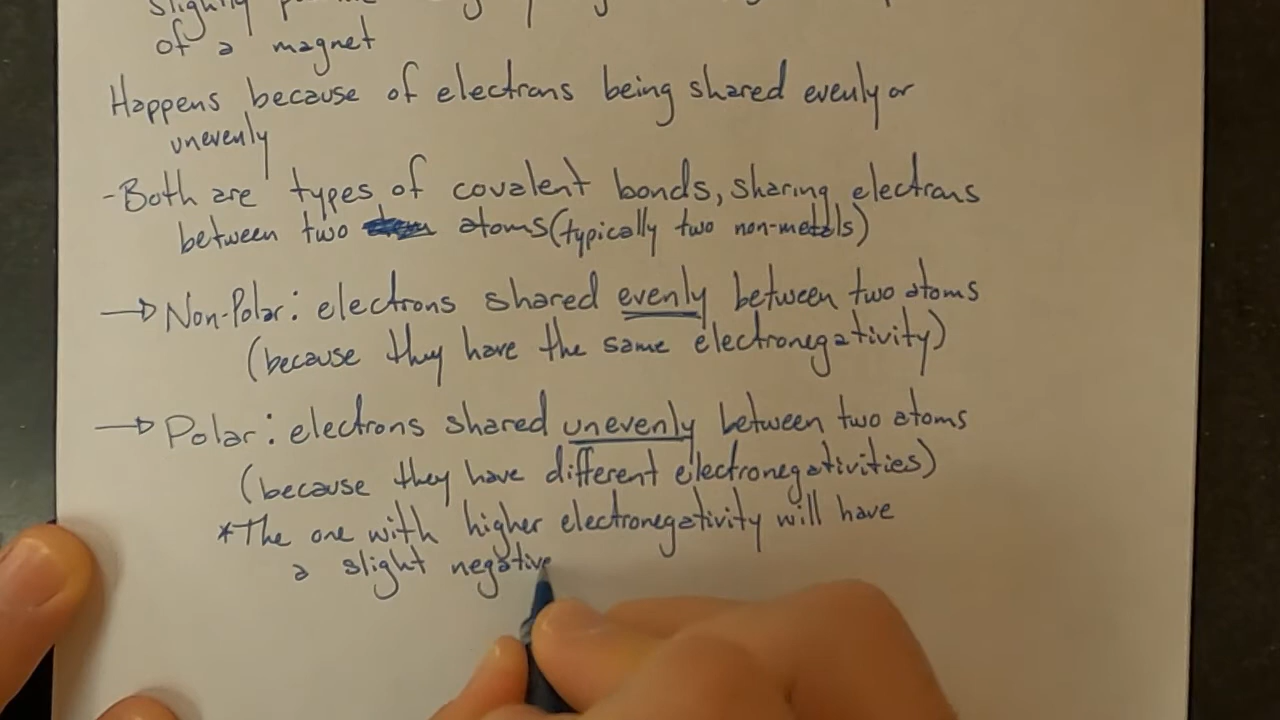 slightly
of a magnet
Happens because of electrons being shared evenly or
unevenly
-Both are types of covalent bonds, sharing electrons
between two atoms (typically two non-metals)
→ Non-Polar: electrons shared evenly between two atoms
(because they have the same electronegativity)
→ Polar: electrons shared unevenly between two atoms
(because they have different electronegativities)
*The one with higher electronegativity will have
a slight negative